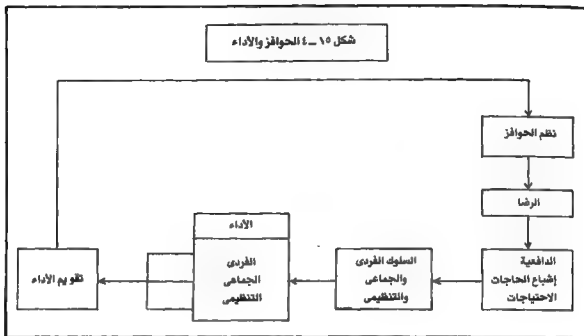 شكل ١٥ _ ٤ الحوافز والأداء
نظم الحوافز
الرضا
الدافعية
إشباع الحاجات
الاحتياجات
السلوك الفردى
والجماعى
والتنظيمى
الأداء
الفردى
الجماعى
التنظيمى
تقويم الأداء